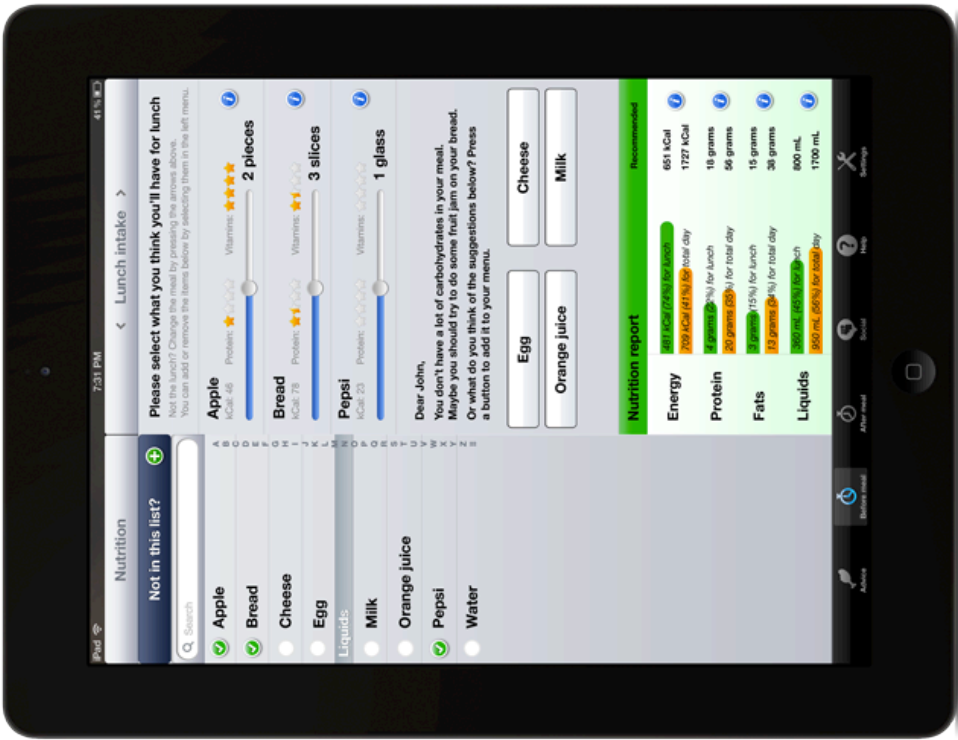 iPad
7:31 PM
41 %
Nutrition
Not in this list?
Search
Apple
Bread
Cheese
Egg
Liquids
Milk
Orange juice
Pepsi
Water
A
B
C
D
E
F
G
H
I
J
K
L
M
N
O
P
Q
R
S
T
U
V
W
X
Y
Z
#
< Lunch intake >
Please select what you think you'll have for lunch
Not the lunch? Change the meal by pressing the arrows above.
You can add or remove the items below by selecting them in the left menu.
Apple
kCal: 46 Protein: Vitamins:
2 pieces
Bread
kCal: 78 Protein: Vitamins:
3 slices
Pepsi
kCal: 23 Protein: Vitamins:
1 glass
Dear John,
You don't have a lot of carbohydrates in your meal.
Maybe you should try to do some fruit jam on your bread.
Or what do you think of the suggestions below? Press
a button to add it to your menu.
Egg
Cheese
Orange juice
Milk
Nutrition report Recommended
Energy
481 kCal (74%) for lunch 651 kCal
709 kCal (41%) for total day 1727 kCal
Protein
4 grams (22%) for lunch 18 grams
20 grams (35%) for total day 56 grams
Fats
3 grams (15%) for lunch 15 grams
13 grams (34%) for total day 38 grams
Liquids
360 mL (45%) for lunch 800 mL
950 mL (56%) for total day 1700 mL
Advice
Before meal
After meal
Social
Help
Settings